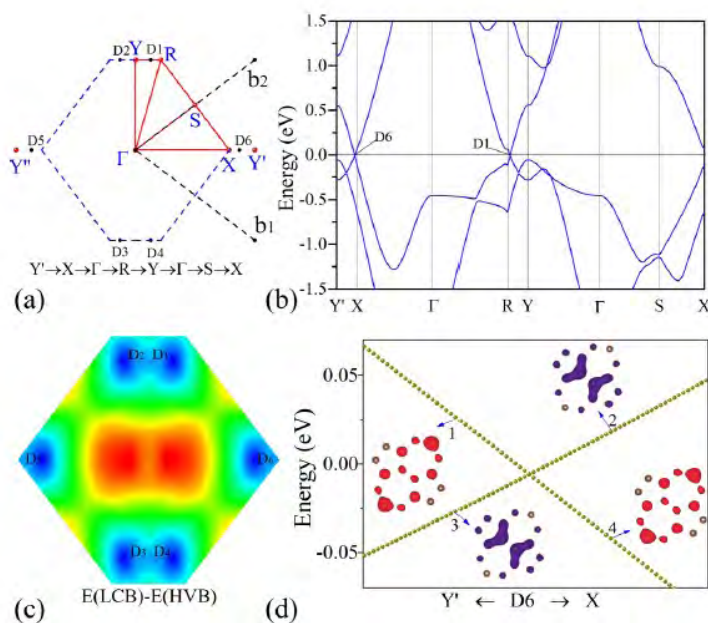 D2 Y D1 R
b2
S
D5
D6
Y''
Γ
X
Y'
b1
D3 D4
Y'→X→Γ→R→Y→Γ→S→X
(a)
1.5
1.0
0.5
0.0
-0.5
-1.0
-1.5
Energy (eV)
D6
D1
Y' X Γ R Y Γ S X
(b)
D2 D1
D5
D6
D3 D4
E(LCB)-E(HVB)
(c)
0.05
0.00
-0.05
Energy (eV)
1
2
3
4
Y' ← D6 → X
(d)